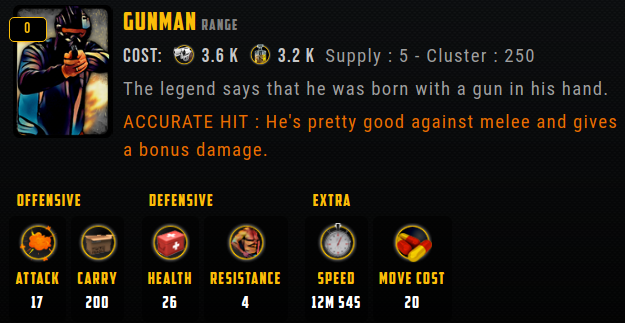 0
GUNMAN RANGE
COST: 3.6 K 3.2 K Supply : 5 - Cluster : 250
The legend says that he was born with a gun in his hand.
ACCURATE HIT : He's pretty good against melee and gives
a bonus damage.
OFFENSIVE DEFENSIVE EXTRA
ATTACK CARRY HEALTH RESISTANCE SPEED MOVE COST
17 200 26 4 12M 54S 20